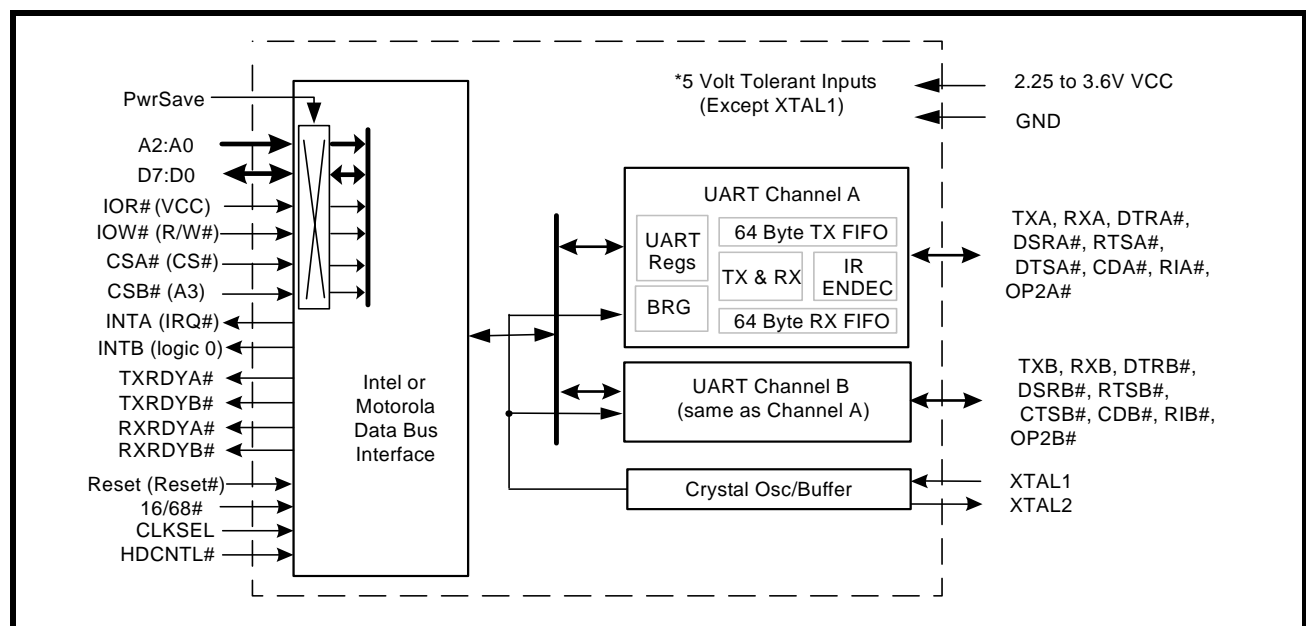 PwrSave
A2:A0
D7:D0
IOR# (VCC)
IOW# (R/W#)
CSA# (CS#)
CSB# (A3)
INTA (IRQ#)
INTB (logic 0)
TXRDYA#
TXRDYB#
RXRDYA#
RXRDYB#
Reset (Reset#)
16/68#
CLKSEL
HDCNTL#
Intel or
Motorola
Data Bus
Interface
*5 Volt Tolerant Inputs
(Except XTAL1)
2.25 to 3.6V VCC
GND
UART Channel A
UART
Regs
BRG
64 Byte TX FIFO
TX & RX
IR
ENDEC
64 Byte RX FIFO
TXA, RXA, DTRA#,
DSRA#, RTSA#,
DTSA#, CDA#, RIA#,
OP2A#
UART Channel B
(same as Channel A)
TXB, RXB, DTRB#,
DSRB#, RTSB#,
CTSB#, CDB#, RIB#,
OP2B#
Crystal Osc/Buffer
XTAL1
XTAL2